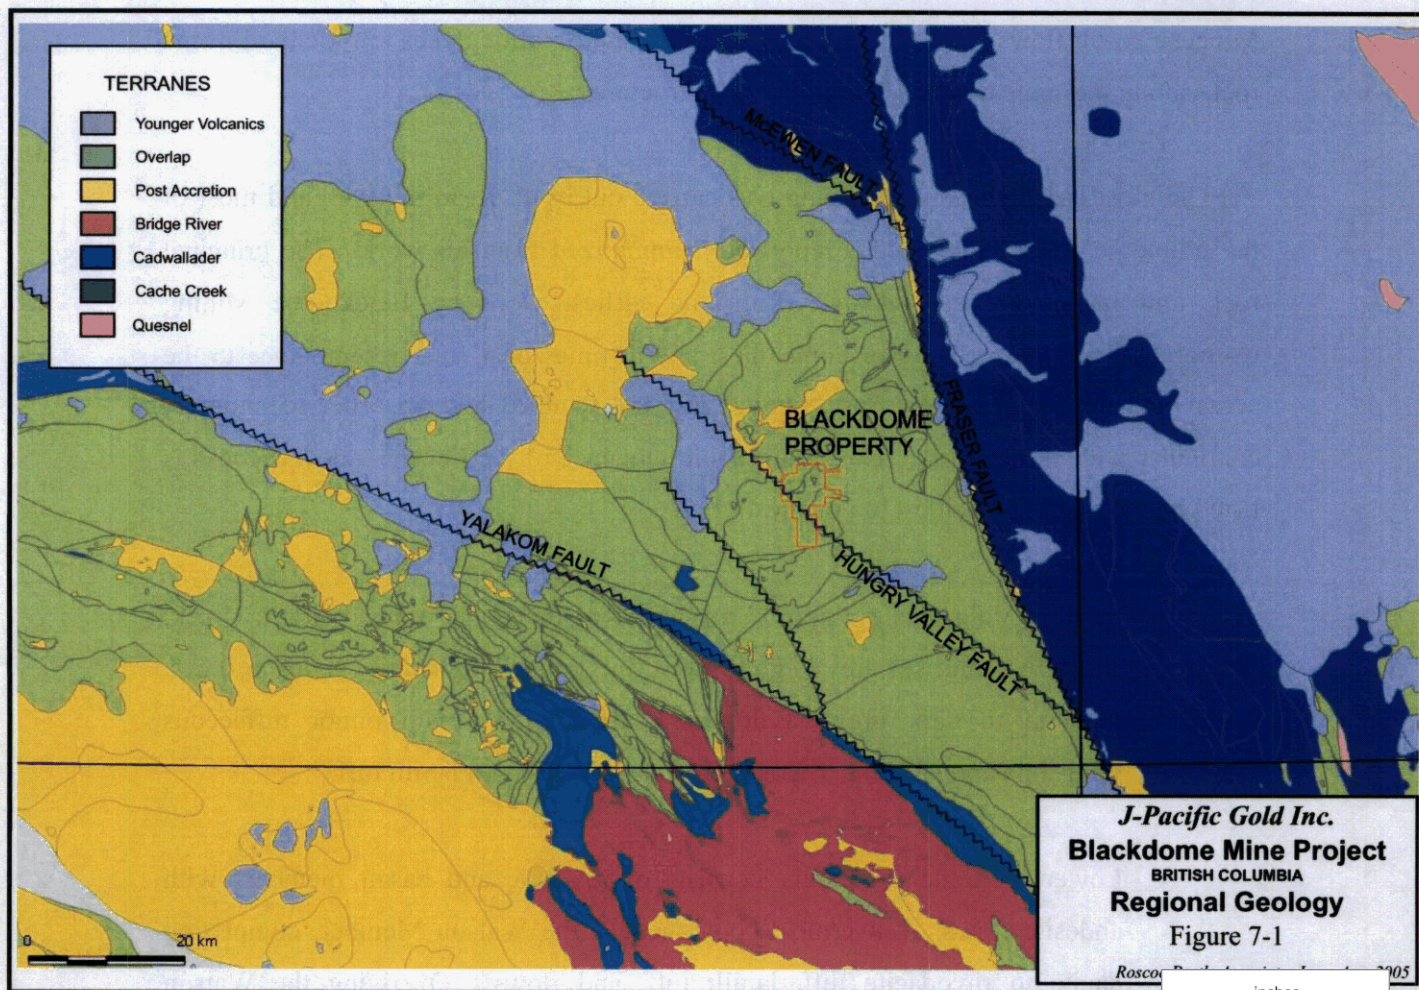 TERRANES
Younger Volcanics
Overlap
Post Accretion
Bridge River
Cadwallader
Cache Creek
Quesnel
McEWEN FAULT
FRASER FAULT
BLACKDOME
PROPERTY
YALAKOM FAULT
HUNGRY VALLEY FAULT
0 20 km
J-Pacific Gold Inc.
Blackdome Mine Project
BRITISH COLUMBIA
Regional Geology
Figure 7-1
2005
inches